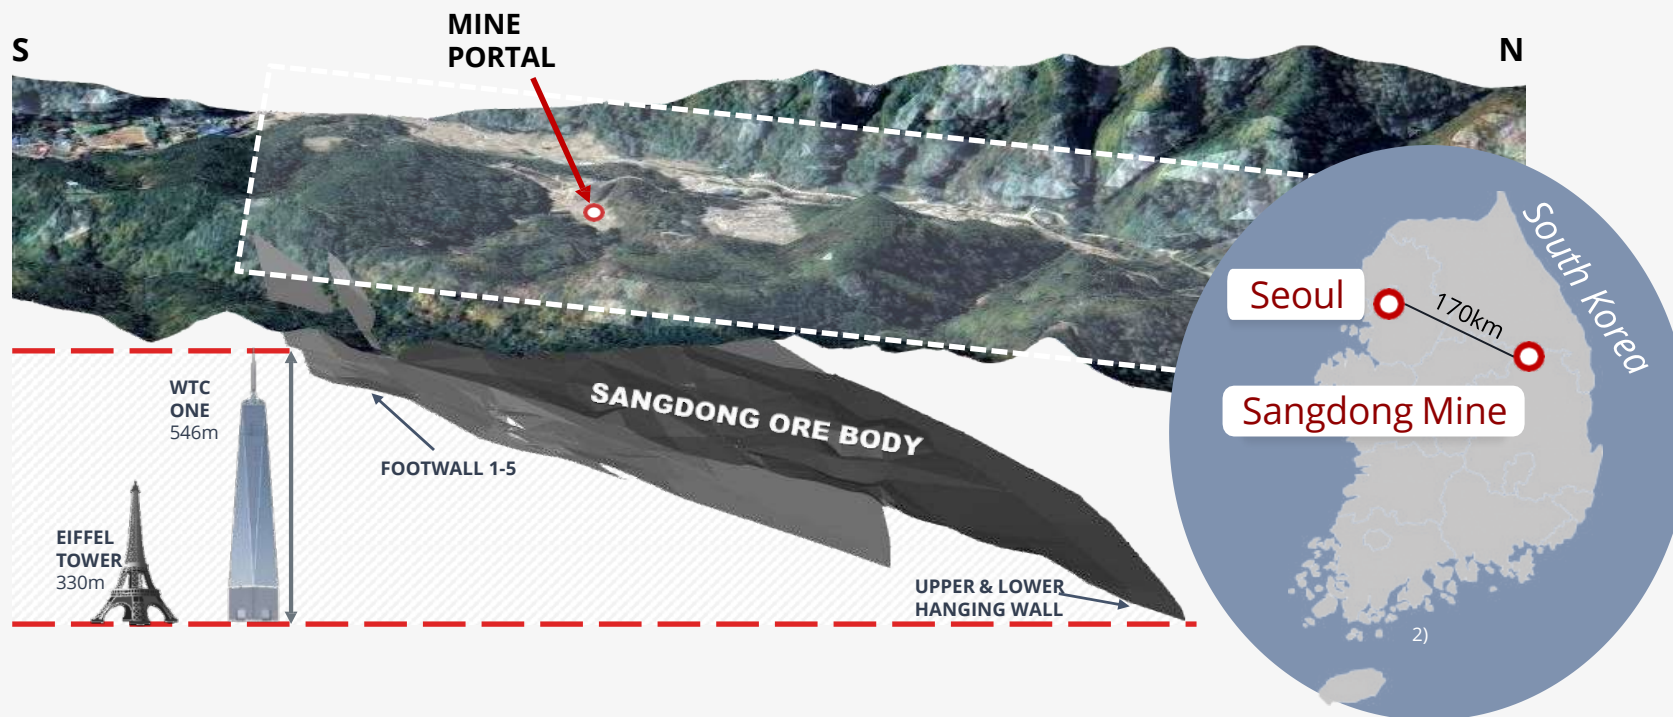 S
MINE
PORTAL
N
South Korea
Seoul
170km
Sangdong Mine
WTC
ONE
546m
SANGDONG ORE BODY
FOOTWALL 1-5
EIFFEL
TOWER
330m
UPPER & LOWER
HANGING WALL
2)